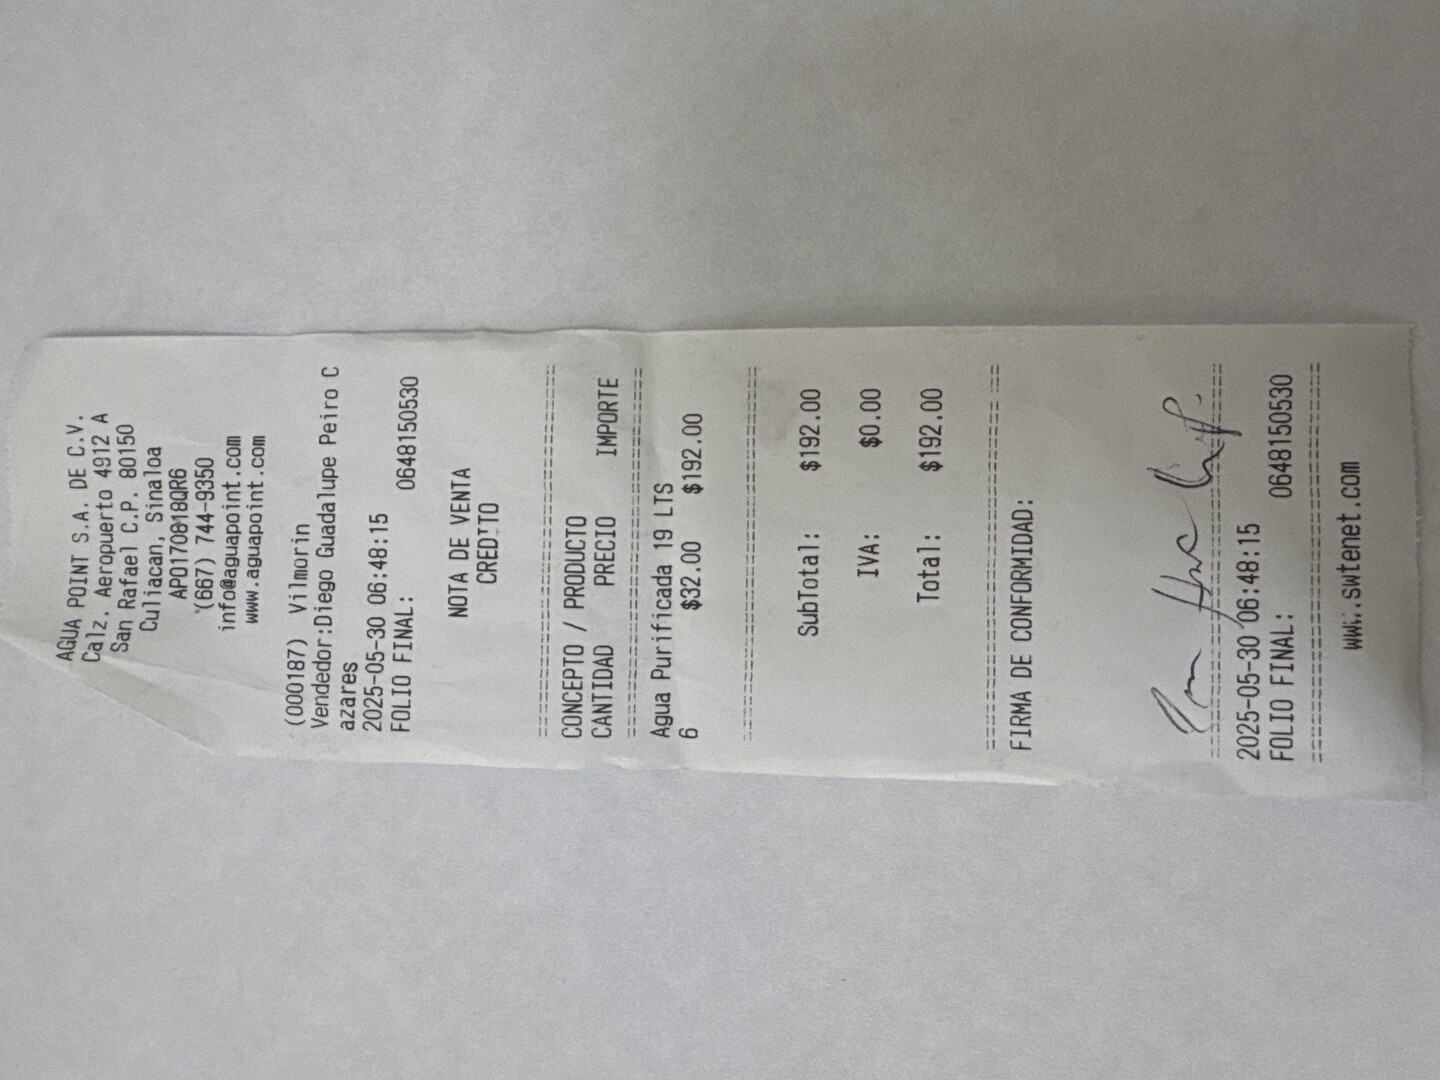 AGUA POINT S.A. DE C.V.
Calz. Aeropuerto 4912 A
San Rafael C.P. 80150
Culiacan, Sinaloa
APO170818QR6
(667) 744-9350
info@aguapoint.com
www.aguapoint.com
(000187) Vilmorin
Vendedor:Diego Guadalupe Peiro C
azares
2025-05-30 06:48:15
FOLIO FINAL: 0648150530
NOTA DE VENTA
CREDITO
================================
CONCEPTO / PRODUCTO
CANTIDAD PRECIO IMPORTE
================================
Agua Purificada 19 LTS
6 $32.00 $192.00
================================
SubTotal: $192.00
IVA: $0.00
Total: $192.00
================================
FIRMA DE CONFORMIDAD:
================================
2025-05-30 06:48:15
FOLIO FINAL: 0648150530
================================
www.swtenet.com